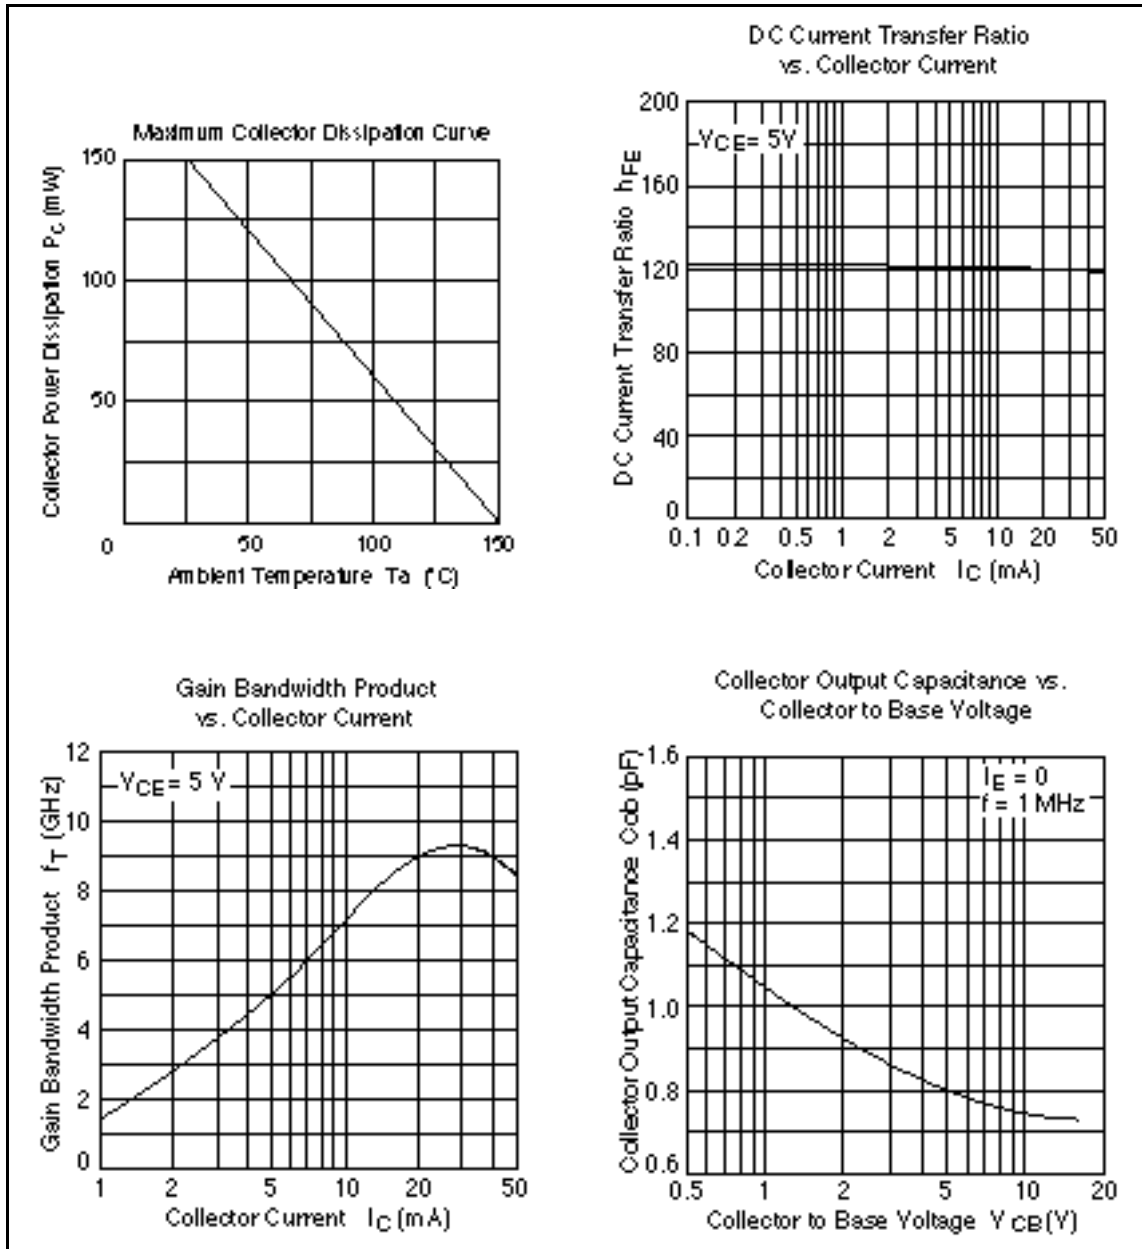 Maximum Collector Dissipation Curve
150
100
50
0
50
100
150
Collector Power Dissipation PC (mW)
Ambient Temperature Ta (°C)
DC Current Transfer Ratio
vs. Collector Current
200
160
120
80
40
0
VCE = 5V
0.1 0.2 0.5 1 2 5 10 20 50
DC Current Transfer Ratio hFE
Collector Current IC (mA)
Gain Bandwidth Product
vs. Collector Current
12
10
8
6
4
2
0
VCE = 5 V
1 2 5 10 20 50
Gain Bandwidth Product fT (GHz)
Collector Current IC (mA)
Collector Output Capacitance vs.
Collector to Base Voltage
1.6
1.4
1.2
1.0
0.8
0.6
IE = 0
f = 1 MHz
0.5 1 2 5 10 20
Collector Output Capacitance Cob (pF)
Collector to Base Voltage VCB (V)